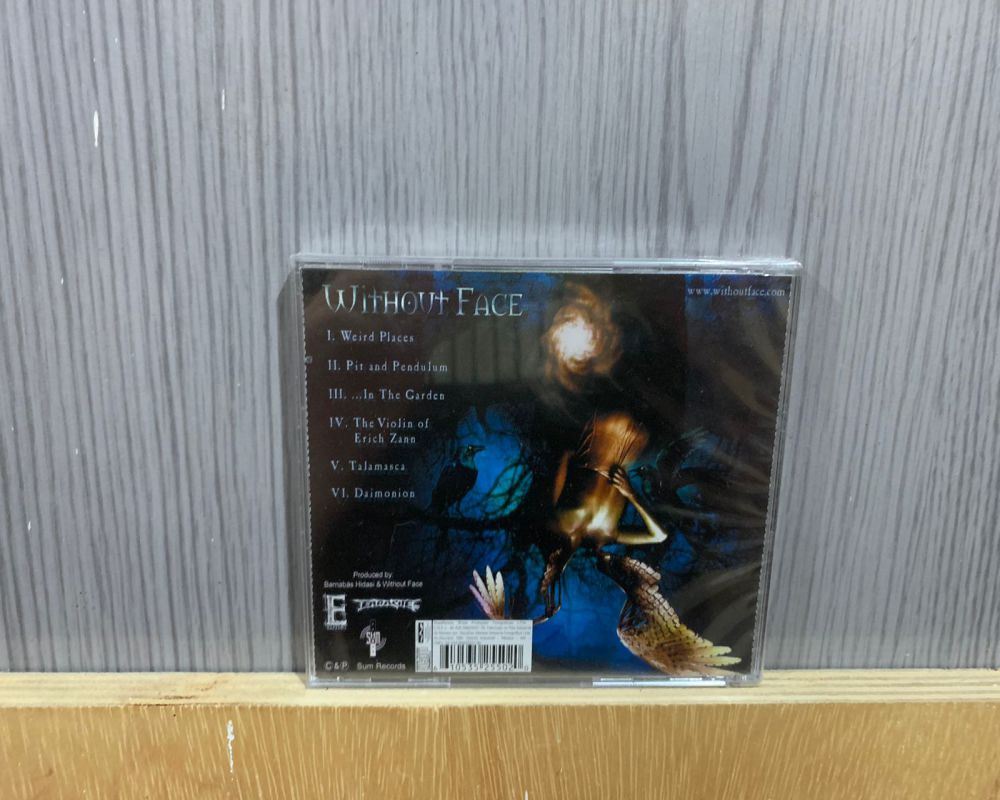 WITHOUT FACE
www.withoutface.com
I. Weird Places
II. Pit and Pendulum
III. ...In The Garden
IV. The Violin of
Erich Zann
V. Talamasca
VI. Daimonion
Produced by:
Barnabás Hidasi & Without Face
E
Sum
© & ℗ Sum Records